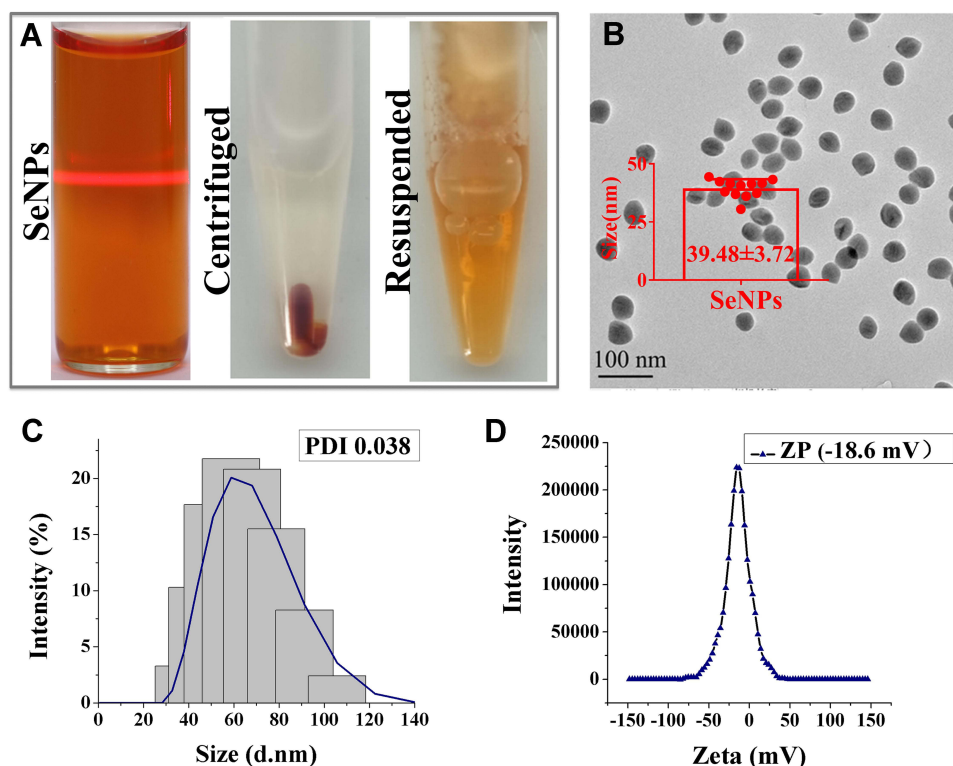 A
SeNPs
Centrifuged
Resuspended
B
50
25
0
Size(nm)
39.48±3.72
SeNPs
100 nm
C
PDI 0.038
20
15
10
5
0
Intensity (%)
0 20 40 60 80 100 120 140
Size (d.nm)
D
ZP (-18.6 mV）
250000
200000
150000
100000
50000
0
Intensity
-150 -100 -50 0 50 100 150
Zeta (mV)